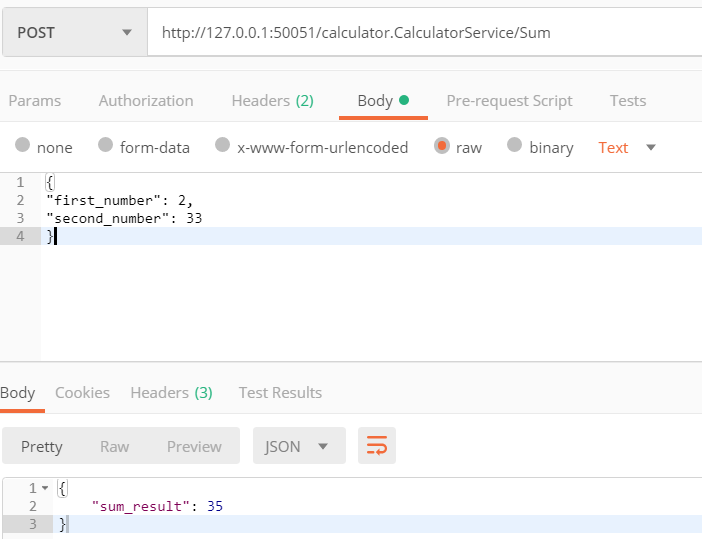 POST http://127.0.0.1:50051/calculator.CalculatorService/Sum
Params Authorization Headers (2) Body Pre-request Script Tests
none form-data x-www-form-urlencoded raw binary Text
1 {
2 "first_number": 2,
3 "second_number": 33
4 }
Body Cookies Headers (3) Test Results
Pretty Raw Preview JSON
1 {
2 "sum_result": 35
3 }